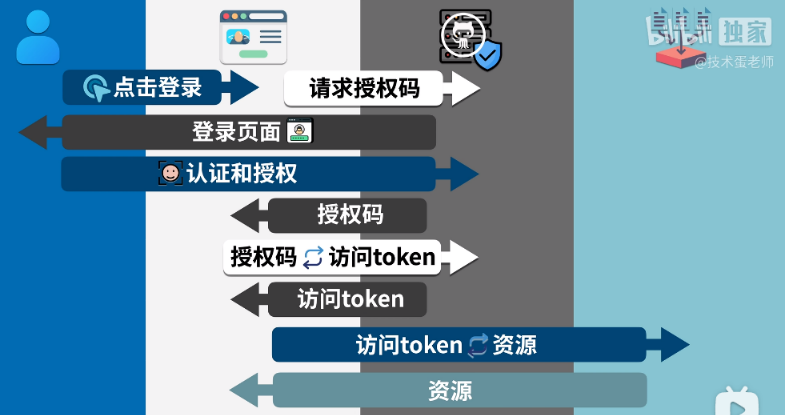 bilibili 独家
@技术蛋老师
点击登录
请求授权码
登录页面
认证和授权
授权码
授权码 访问token
访问token
访问token 资源
资源